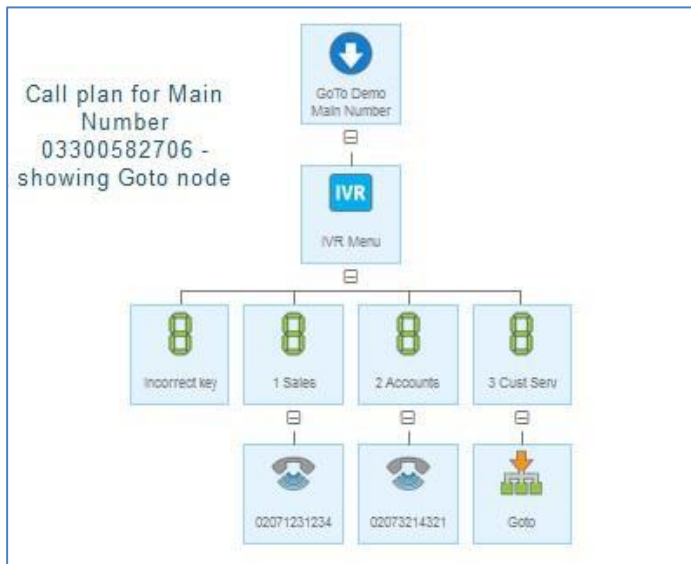 Call plan for Main
Number
03300582706 -
showing Goto node
GoTo Demo
Main Number
IVR
IVR Menu
Incorrect key
1 Sales
2 Accounts
3 Cust Serv
02071231234
02073214321
Goto